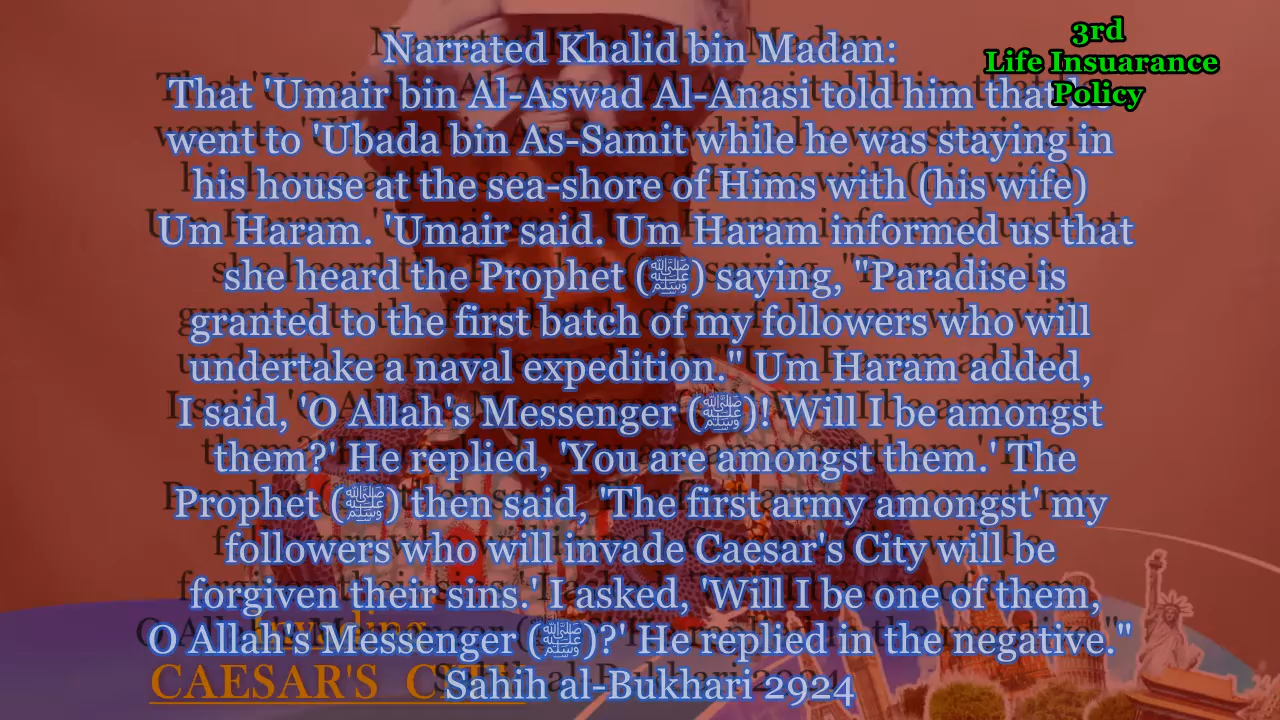 3rd
Life Insuarance
Policy
Narrated Khalid bin Madan:
That 'Umair bin Al-Aswad Al-Anasi told him that
went to 'Ubada bin As-Samit while he was staying in
his house at the sea-shore of Hims with (his wife)
Um Haram. 'Umair said. Um Haram informed us that
she heard the Prophet (ﷺ) saying, "Paradise is
granted to the first batch of my followers who will
undertake a naval expedition." Um Haram added,
I said, 'O Allah's Messenger (ﷺ)! Will I be amongst
them?' He replied, 'You are amongst them.' The
Prophet (ﷺ) then said, 'The first army amongst' my
followers who will invade Caesar's City will be
forgiven their sins.' I asked, 'Will I be one of them,
O Allah's Messenger (ﷺ)?' He replied in the negative."
Sahih al-Bukhari 2924
CAESAR'S